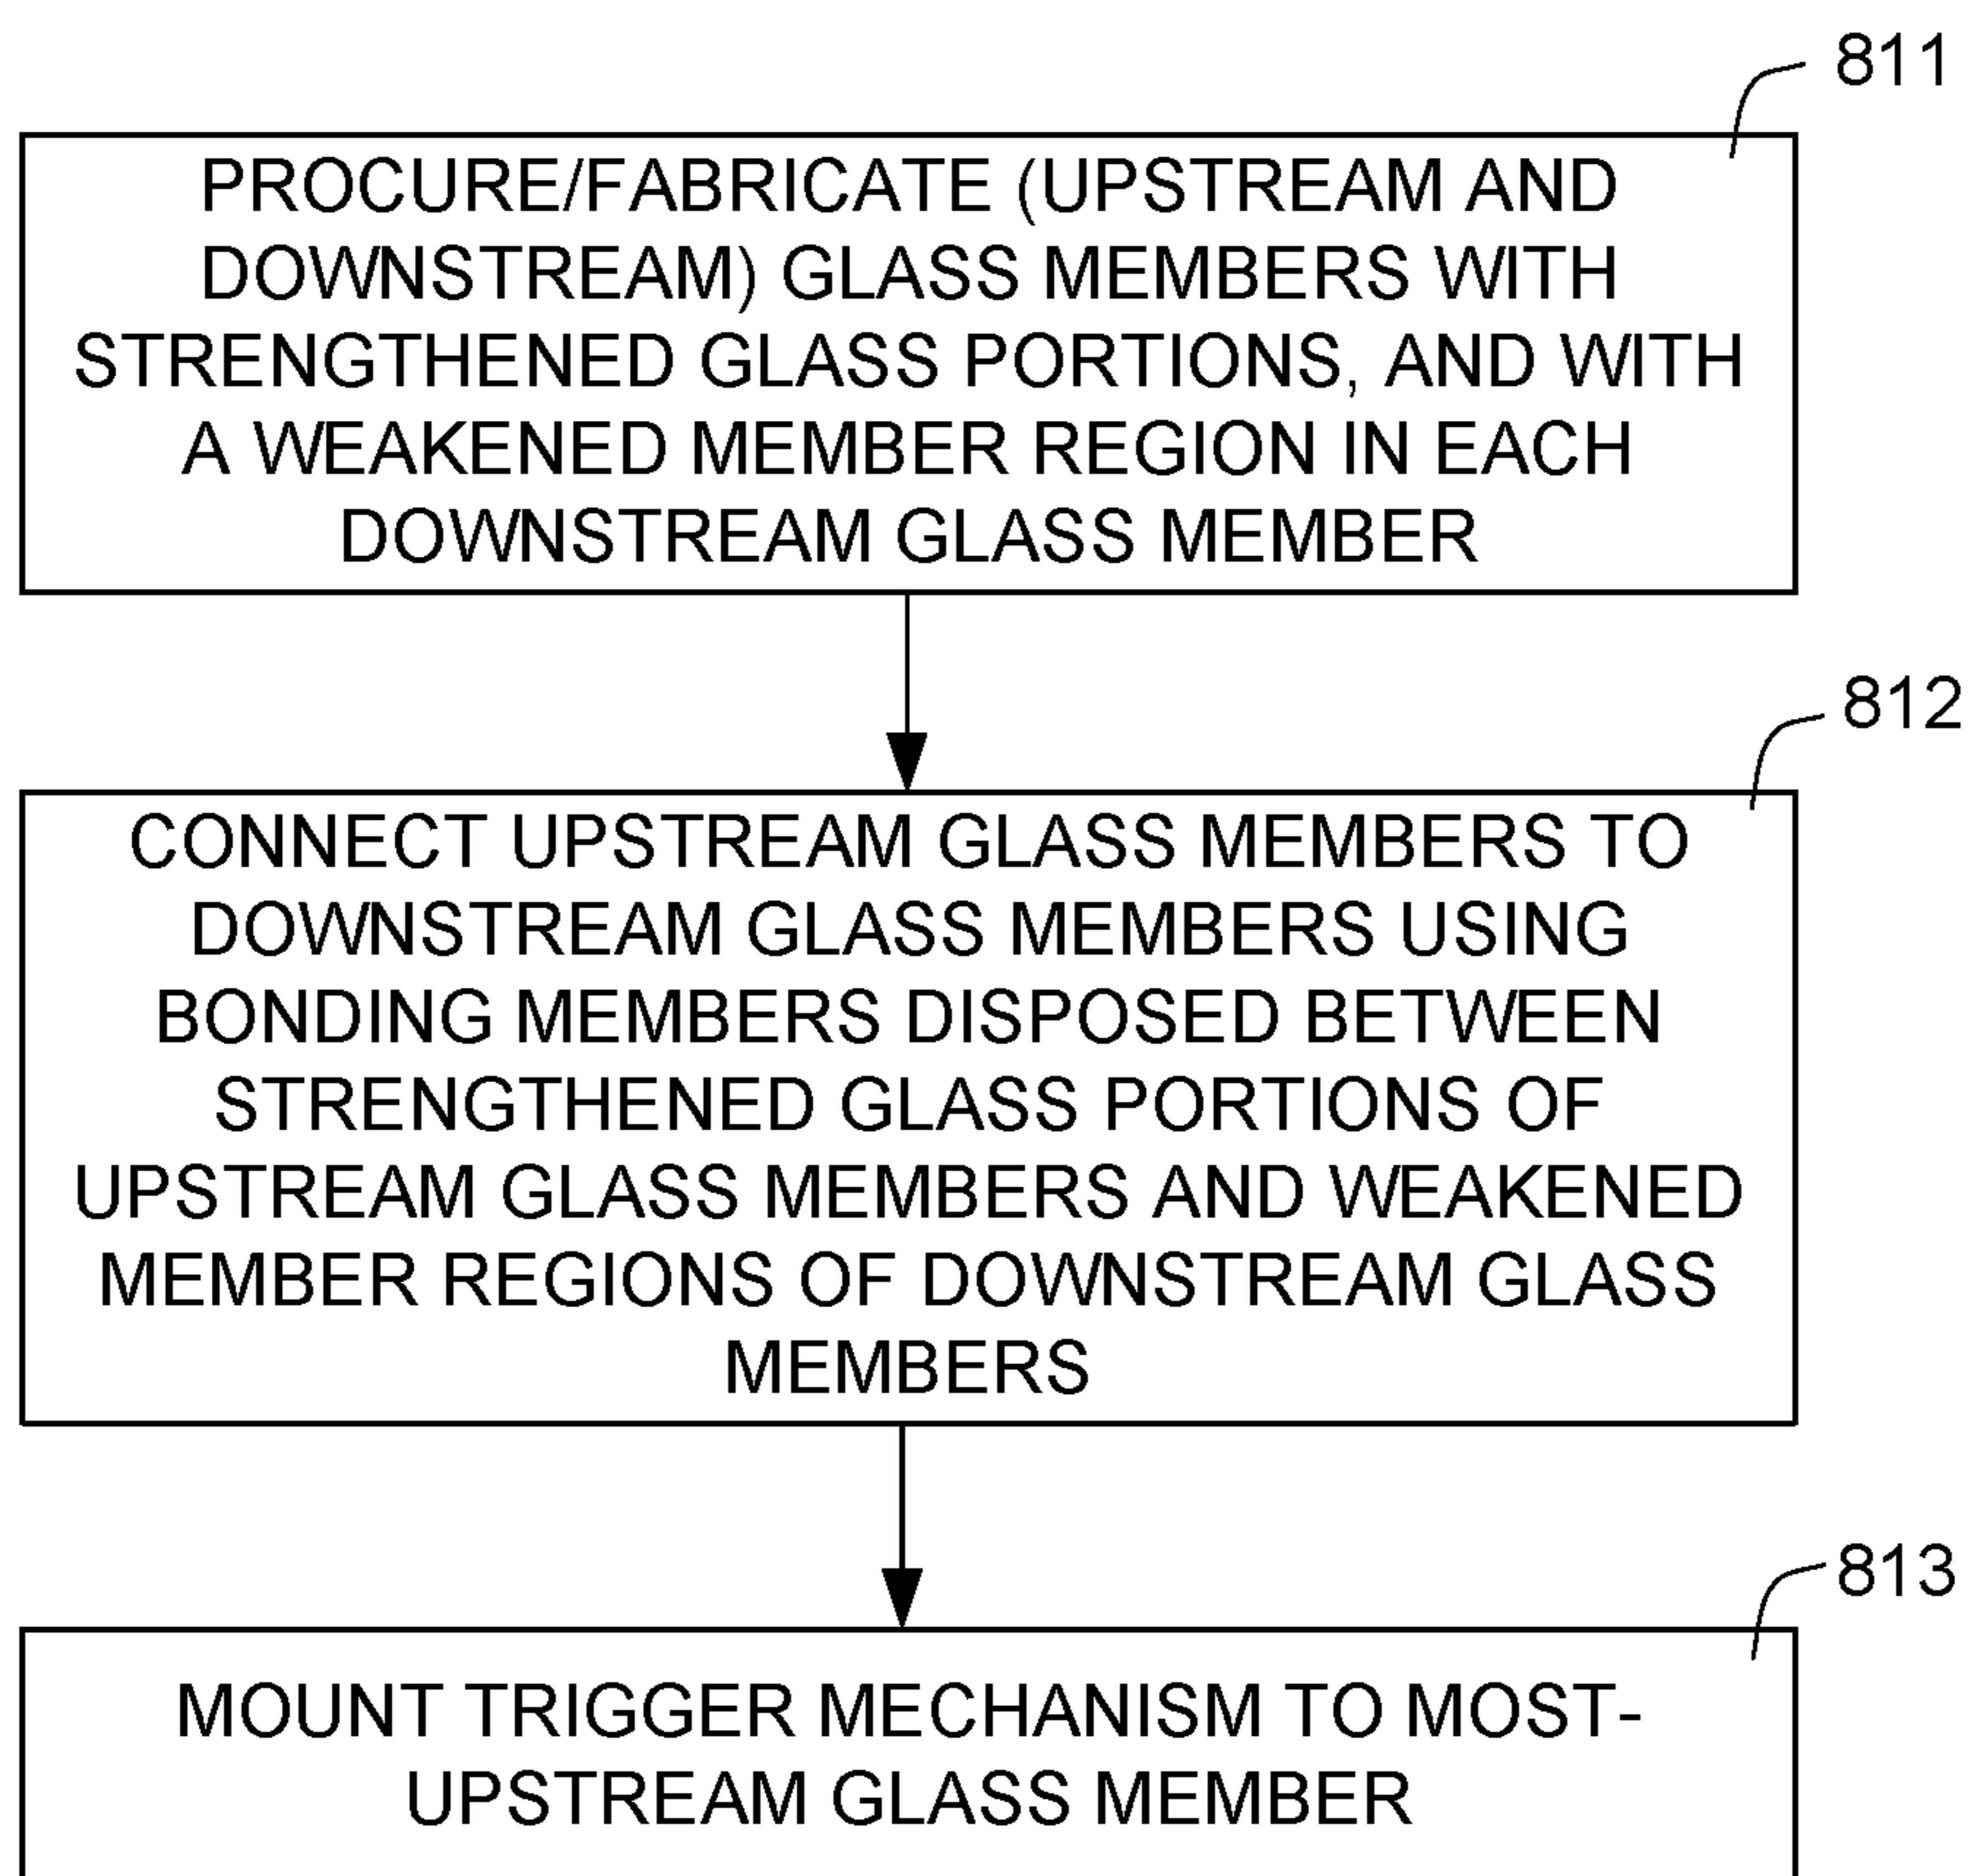 811
PROCURE/FABRICATE (UPSTREAM AND
DOWNSTREAM) GLASS MEMBERS WITH
STRENGTHENED GLASS PORTIONS, AND WITH
A WEAKENED MEMBER REGION IN EACH
DOWNSTREAM GLASS MEMBER
812
CONNECT UPSTREAM GLASS MEMBERS TO
DOWNSTREAM GLASS MEMBERS USING
BONDING MEMBERS DISPOSED BETWEEN
STRENGTHENED GLASS PORTIONS OF
UPSTREAM GLASS MEMBERS AND WEAKENED
MEMBER REGIONS OF DOWNSTREAM GLASS
MEMBERS
813
MOUNT TRIGGER MECHANISM TO MOST-
UPSTREAM GLASS MEMBER